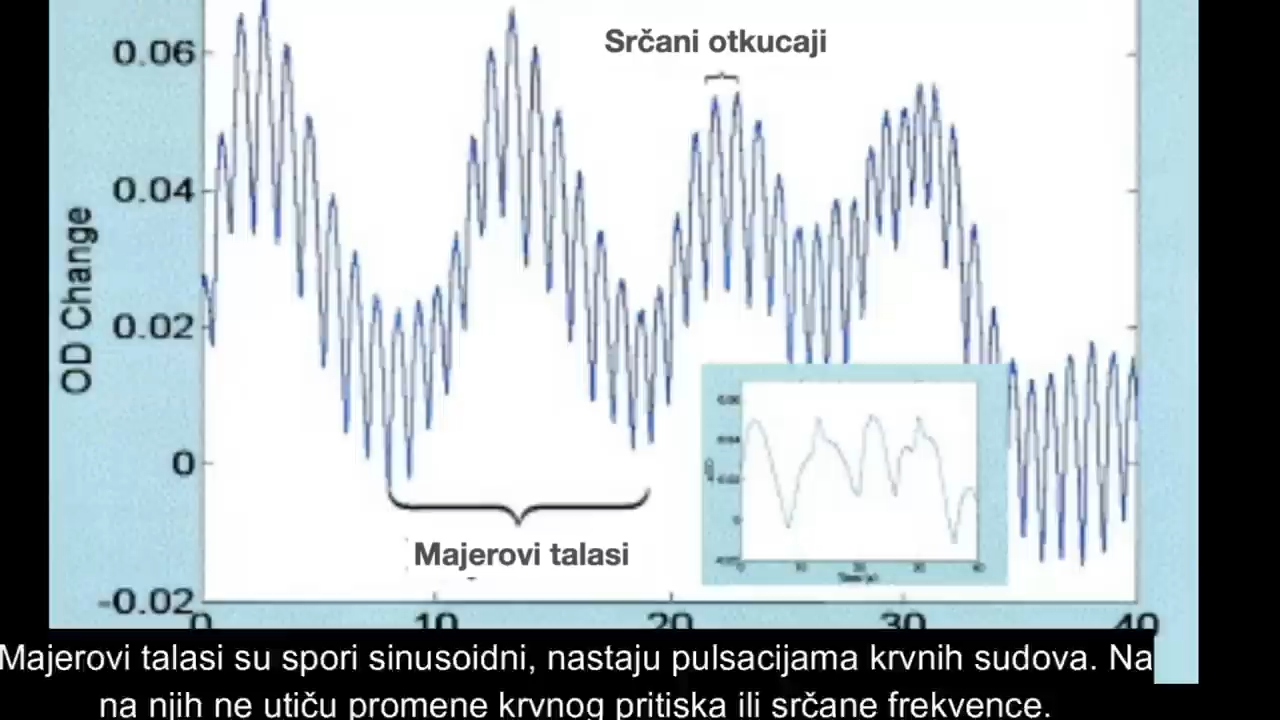 0.06
Srčani otkucaji
0.04
OD Change
0.02
0
Majerovi talasi
-0.02
0 10 20 30 40
Majerovi talasi su spori sinusoidni, nastaju pulsacijama krvnih sudova. Na
na njih ne utiču promene krvnog pritiska ili srčane frekvence.